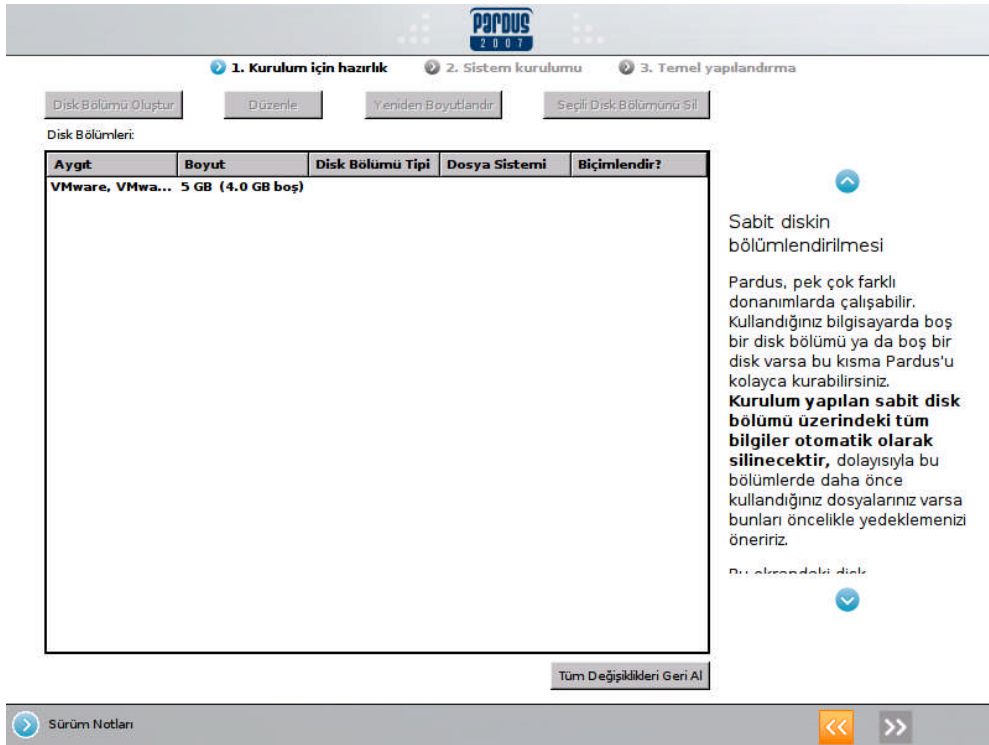 PARDUS
2007
1. Kurulum için hazırlık 2. Sistem kurulumu 3. Temel yapılandırma
Disk Bölümü Oluştur Düzenle Yeniden Boyutlandır Seçili Disk Bölümünü Sil
Disk Bölümleri:
Aygıt Boyut Disk Bölümü Tipi Dosya Sistemi Biçimlendir?
VMware, VMwa... 5 GB (4.0 GB boş)
Sabit diskin
bölümlendirilmesi
Pardus, pek çok farklı
donanımlarda çalışabilir.
Kullandığınız bilgisayarda boş
bir disk bölümü ya da boş bir
disk varsa bu kısma Pardus'u
kolayca kurabilirsiniz.
Kurulum yapılan sabit disk
bölümü üzerindeki tüm
bilgiler otomatik olarak
silinecektir, dolayısıyla bu
bölümlerde daha önce
kullandığınız dosyalarınız varsa
bunları öncelikle yedeklemenizi
öneririz.
Bu ekrandaki disk
Tüm Değişiklikleri Geri Al
Sürüm Notları